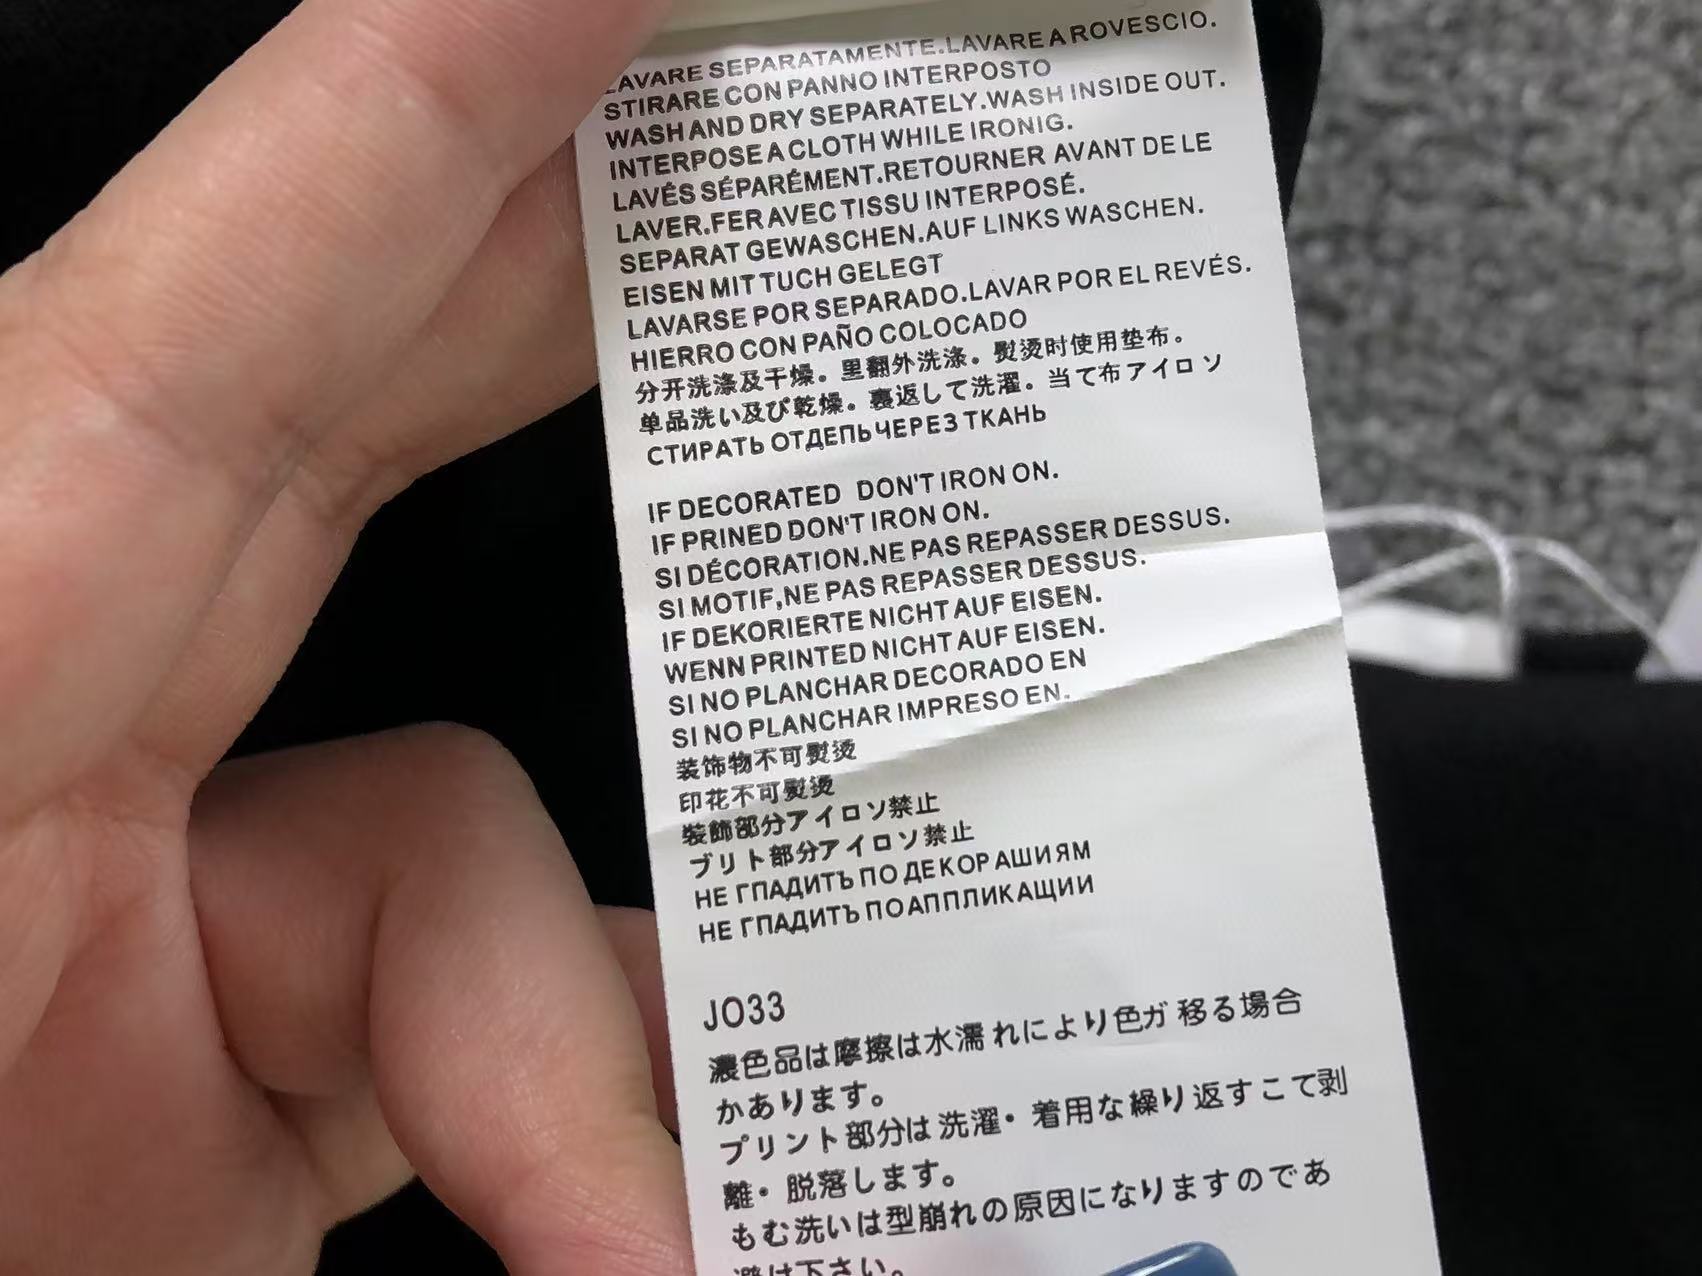 LAVARE SEPARATAMENTE.LAVARE A ROVESCIO.
STIRARE CON PANNO INTERPOSTO
WASH AND DRY SEPARATELY.WASH INSIDE OUT.
INTERPOSE A CLOTH WHILE IRONIG.
LAVÉS SÉPARÉMENT.RETOURNER AVANT DE LE
LAVER.FER AVEC TISSU INTERPOSÉ.
SEPARAT GEWASCHEN.AUF LINKS WASCHEN.
EISEN MIT TUCH GELEGT
LAVARSE POR SEPARADO.LAVAR POR EL REVÉS.
HIERRO CON PAÑO COLOCADO
分开洗涤及干燥。里翻外洗涤。熨烫时使用垫布。
单品洗い及び乾燥。裏返して洗濯。当て布アイロソ
СТИРАТЬ ОТДЕПЬ ЧЕРЕЗ ТКАНЬ
IF DECORATED DON'T IRON ON.
IF PRINED DON'T IRON ON.
SI DÉCORATION.NE PAS REPASSER DESSUS.
SI MOTIF,NE PAS REPASSER DESSUS.
IF DEKORIERTE NICHT AUF EISEN.
WENN PRINTED NICHT AUF EISEN.
SI NO PLANCHAR DECORADO EN
SI NO PLANCHAR IMPRESO EN.
装饰物不可熨烫
印花不可熨烫
裝飾部分アイロソ禁止
ブリト部分アイロソ禁止
НЕ ГПАДИТЪ ПО ДЕКОРАШИЯМ
НЕ ГПАДИТЪ ПО АППЛИКАЩИИ
JO33
濃色品は摩擦は水濡れにより色ガ移る場合
かあります。
プリント部分は洗濯・着用な繰り返すこて剥
離・脱落します。
もむ洗いは型崩れの原因になりますのであ
避け下さい。